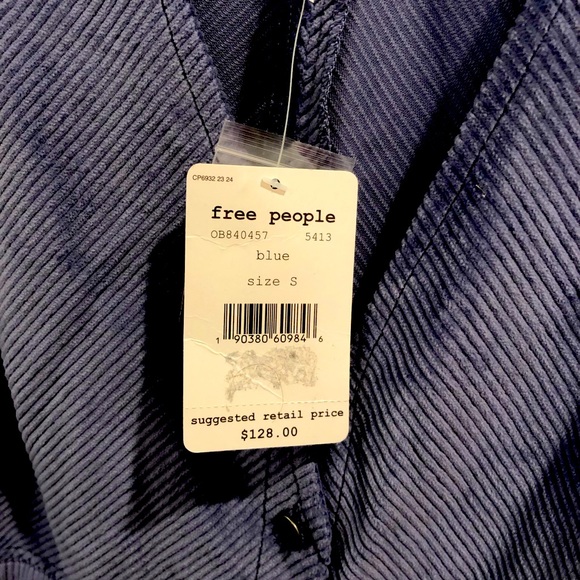 CP6932 23 24
free people
OB840457 5413
blue
size S
1 90380 60984 6
suggested retail price
$128.00